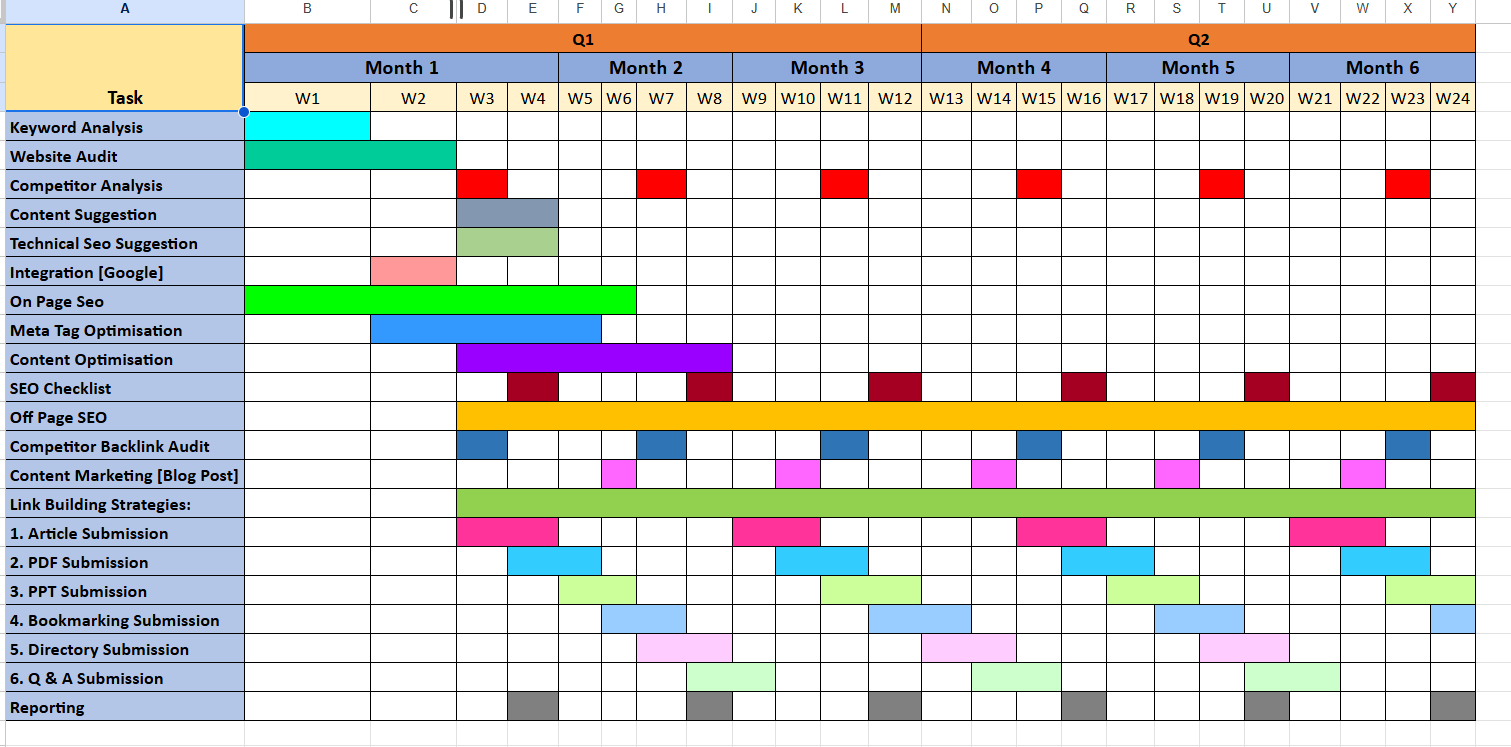 A B C D E F G H I J K L M N O P Q R S T U V W X Y
Q1 Q2
Month 1 Month 2 Month 3 Month 4 Month 5 Month 6
Task W1 W2 W3 W4 W5 W6 W7 W8 W9 W10 W11 W12 W13 W14 W15 W16 W17 W18 W19 W20 W21 W22 W23 W24
Keyword Analysis
Website Audit
Competitor Analysis
Content Suggestion
Technical Seo Suggestion
Integration [Google]
On Page Seo
Meta Tag Optimisation
Content Optimisation
SEO Checklist
Off Page SEO
Competitor Backlink Audit
Content Marketing [Blog Post]
Link Building Strategies:
1. Article Submission
2. PDF Submission
3. PPT Submission
4. Bookmarking Submission
5. Directory Submission
6. Q & A Submission
Reporting